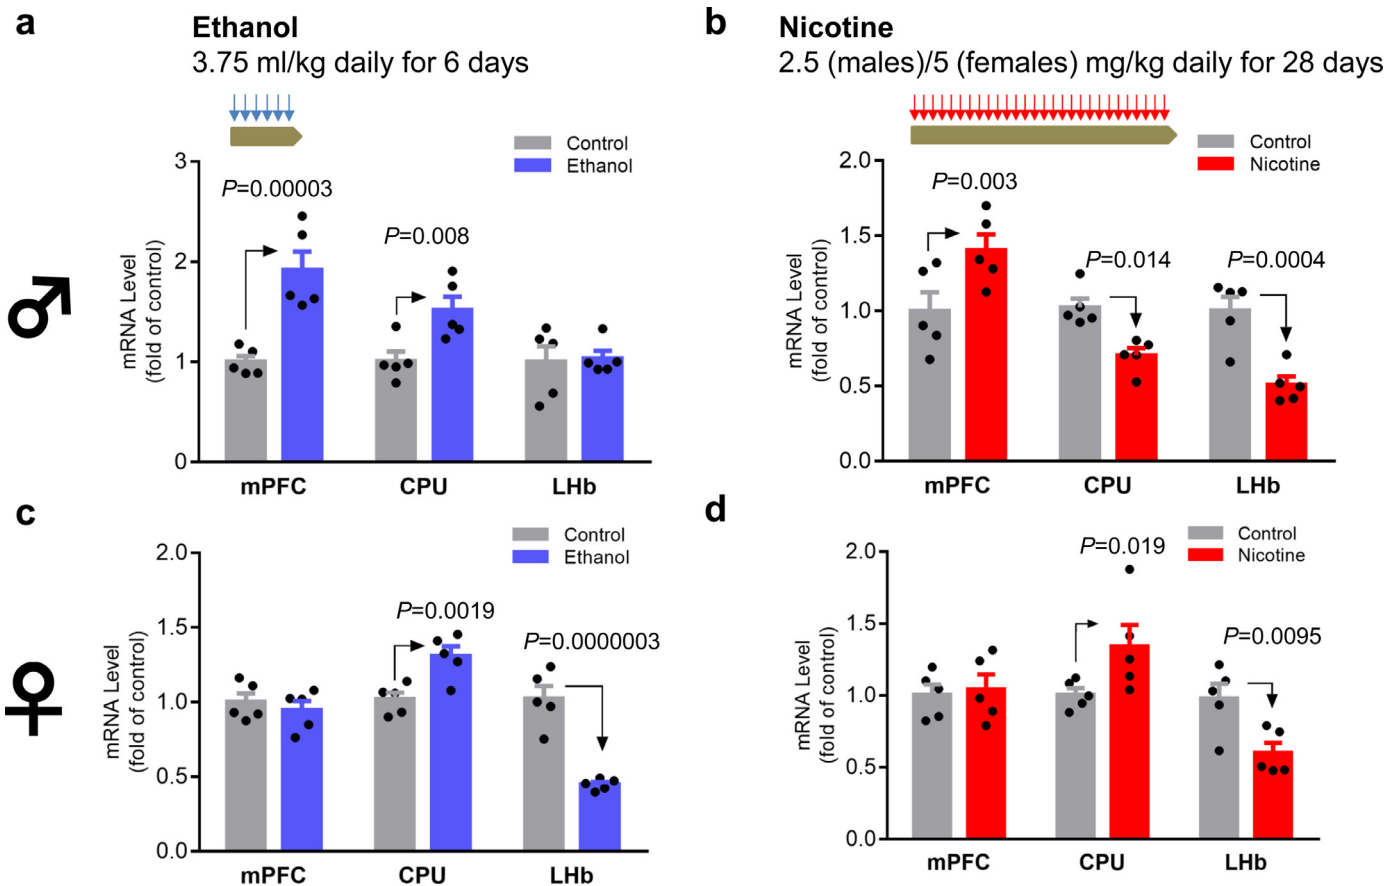 a
Ethanol
3.75 ml/kg daily for 6 days
Control
Ethanol
mRNA Level
(fold of control)
3
2
1
0
P=0.00003
P=0.008
mPFC
CPU
LHb
b
Nicotine
2.5 (males)/5 (females) mg/kg daily for 28 days
Control
Nicotine
mRNA Level
(fold of control)
2.0
1.5
1.0
0.5
0.0
P=0.003
P=0.014
P=0.0004
mPFC
CPU
LHb
c
Control
Ethanol
mRNA Level
(fold of control)
2.0
1.5
1.0
0.5
0.0
P=0.0019
P=0.0000003
mPFC
CPU
LHb
d
Control
Nicotine
mRNA Level
(fold of control)
2.0
1.5
1.0
0.5
0.0
P=0.019
P=0.0095
mPFC
CPU
LHb